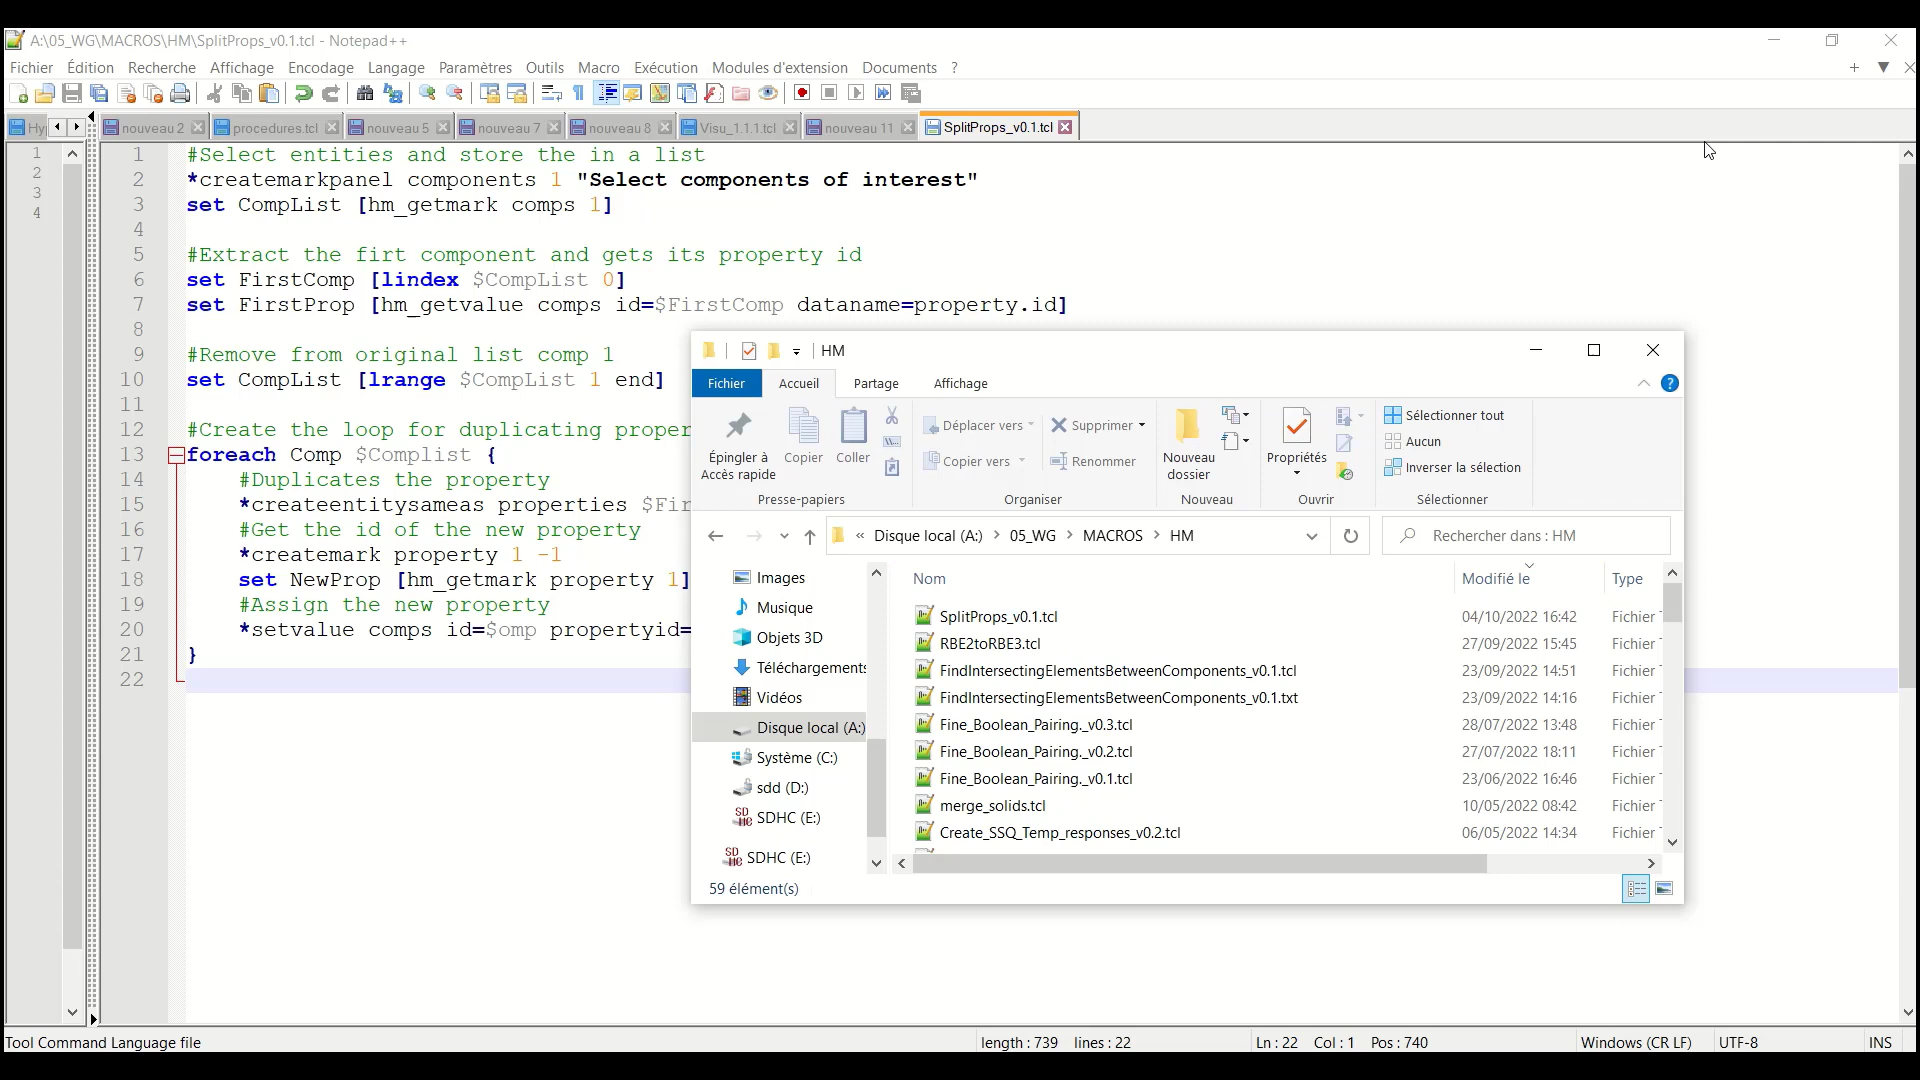 A:\05_WG\MACROS\HM\SplitProps_v0.1.tcl - Notepad++
Fichier Édition Recherche Affichage Encodage Langage Paramètres Outils Macro Exécution Modules d'extension Documents ?
Hy nouveau 2 procedures.tcl nouveau 5 nouveau 7 nouveau 8 Visu_1.1.1.tcl nouveau 11 SplitProps_v0.1.tcl
1
2
3
4
1 #Select entities and store the in a list
2 *createmarkpanel components 1 "Select components of interest"
3 set CompList [hm_getmark comps 1]
4
5 #Extract the firt component and gets its property id
6 set FirstComp [lindex $CompList 0]
7 set FirstProp [hm_getvalue comps id=$FirstComp dataname=property.id]
8
9 #Remove from original list comp 1
10 set CompList [lrange $CompList 1 end]
11
12 #Create the loop for duplicating proper
13 foreach Comp $Complist {
14 #Duplicates the property
15 *createentitysameas properties $Fir
16 #Get the id of the new property
17 *createmark property 1 -1
18 set NewProp [hm_getmark property 1]
19 #Assign the new property
20 *setvalue comps id=$omp propertyid=
21 }
22
HM
Fichier Accueil Partage Affichage
Épingler à Accès rapide
Copier
Coller
Presse-papiers
Déplacer vers
Copier vers
Supprimer
Renommer
Organiser
Nouveau dossier
Nouveau
Propriétés
Ouvrir
Sélectionner tout
Aucun
Inverser la sélection
Sélectionner
« Disque local (A:) > 05_WG > MACROS > HM
Rechercher dans : HM
Images
Musique
Objets 3D
Téléchargements
Vidéos
Disque local (A:)
Système (C:)
sdd (D:)
SDHC (E:)
SDHC (E:)
Nom Modifié le Type
SplitProps_v0.1.tcl 04/10/2022 16:42 Fichier
RBE2toRBE3.tcl 27/09/2022 15:45 Fichier
FindIntersectingElementsBetweenComponents_v0.1.tcl 23/09/2022 14:51 Fichier
FindIntersectingElementsBetweenComponents_v0.1.txt 23/09/2022 14:16 Fichier
Fine_Boolean_Pairing._v0.3.tcl 28/07/2022 13:48 Fichier
Fine_Boolean_Pairing._v0.2.tcl 27/07/2022 18:11 Fichier
Fine_Boolean_Pairing._v0.1.tcl 23/06/2022 16:46 Fichier
merge_solids.tcl 10/05/2022 08:42 Fichier
Create_SSQ_Temp_responses_v0.2.tcl 06/05/2022 14:34 Fichier
59 élément(s)
Tool Command Language file length : 739 lines : 22 Ln : 22 Col : 1 Pos : 740 Windows (CR LF) UTF-8 INS